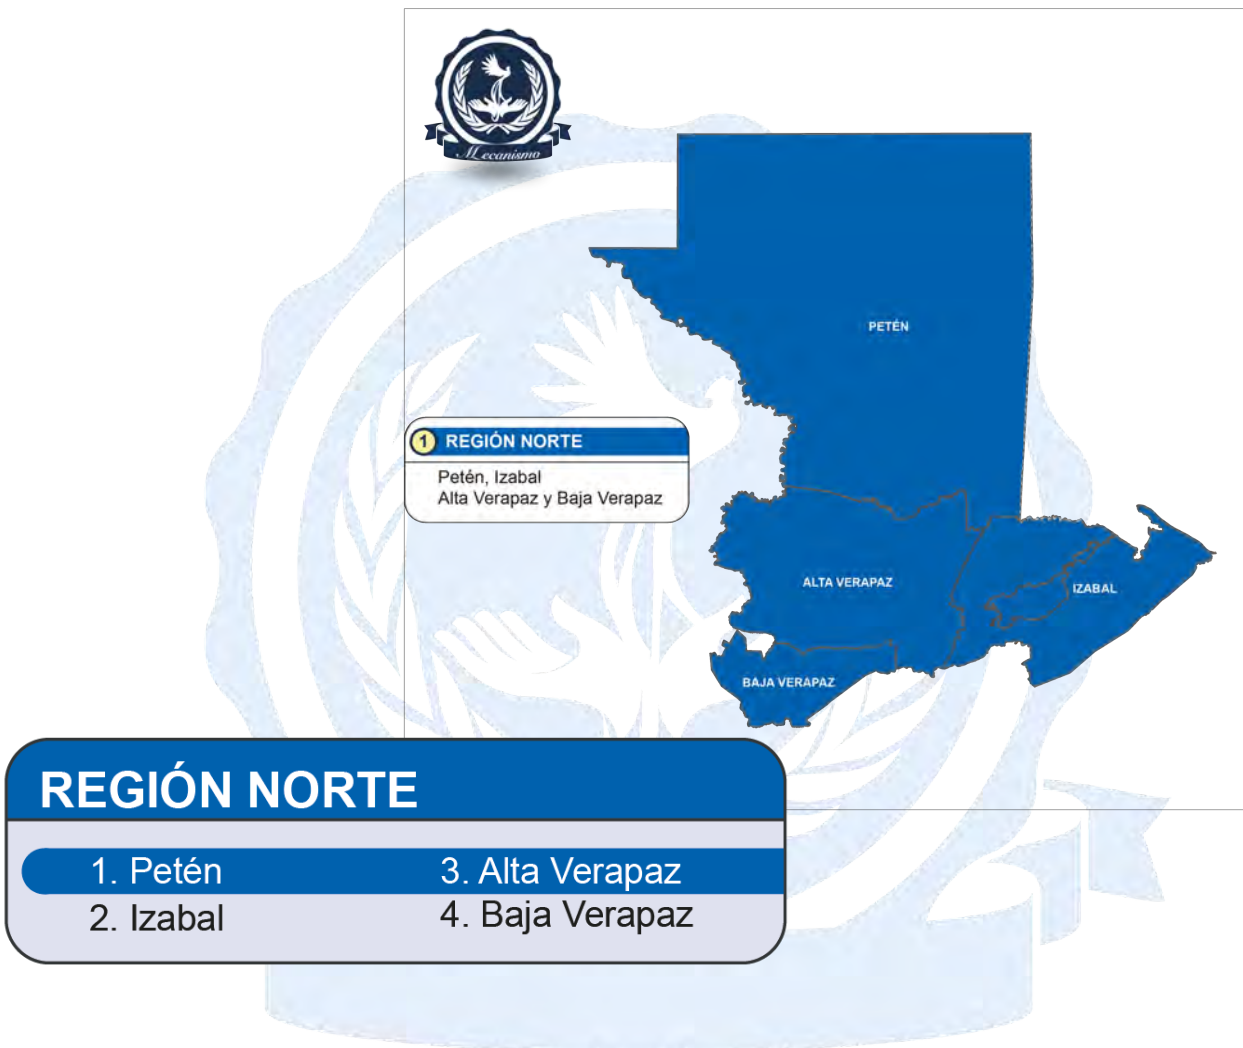 Mecanismo
PETÉN
1 REGIÓN NORTE
Petén, Izabal
Alta Verapaz y Baja Verapaz
ALTA VERAPAZ
IZABAL
BAJA VERAPAZ
REGIÓN NORTE
1. Petén
3. Alta Verapaz
2. Izabal
4. Baja Verapaz